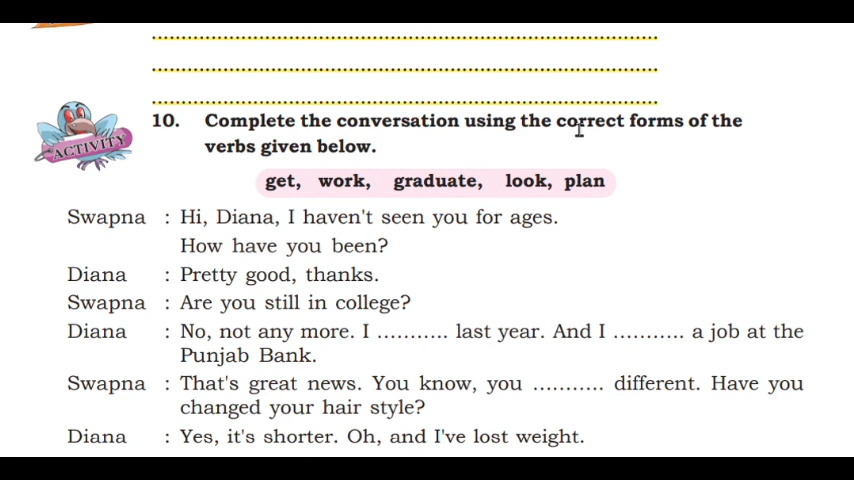 ACTIVITY
10. Complete the conversation using the correct forms of the
verbs given below.
get, work, graduate, look, plan
Swapna : Hi, Diana, I haven't seen you for ages.
How have you been?
Diana : Pretty good, thanks.
Swapna : Are you still in college?
Diana : No, not any more. I ........... last year. And I ........... a job at the
Punjab Bank.
Swapna : That's great news. You know, you ........... different. Have you
changed your hair style?
Diana : Yes, it's shorter. Oh, and I've lost weight.